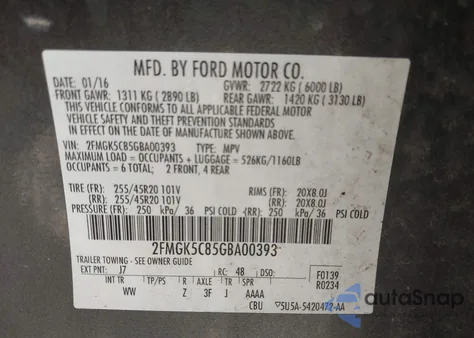 MFD. BY FORD MOTOR CO.
DATE: 01/16 GVWR: 2722 KG ( 6000 LB)
FRONT GAWR: 1311 KG ( 2890 LB) REAR GAWR: 1420 KG ( 3130 LB)
THIS VEHICLE CONFORMS TO ALL APPLICABLE FEDERAL MOTOR
VEHICLE SAFETY, BUMPER, AND THEFT PREVENTION STANDARDS IN EFFECT ON THE
DATE OF MANUFACTURE SHOWN ABOVE.
VIN: 2FMGK5C85GBA00393 TYPE: MPV
MAXIMUM LOAD = OCCUPANTS + LUGGAGE = 526KG/1160LB
OCCUPANTS = 6 TOTAL: 2 FRONT, 4 REAR
TIRE (FR): 255/45R20 101V RIMS (FR): 20X8.0J
TIRE (RR): 255/45R20 101V RIMS (RR): 20X8.0J
PRESSURE (FR): 250 kPa/ 36 PSI COLD (RR): 250 kPa/ 36 PSI COLD
2FMGK5C85GBA00393
TRAILER TOWING - SEE OWNER GUIDE
EXT PNT: J7 RC: 48 DSO: F0139
R0234
INT TR TP/PS R AXLE TR SPR
WW Z 3F J AAAA
CBU 5U5A-5420472-AA
autoSnap